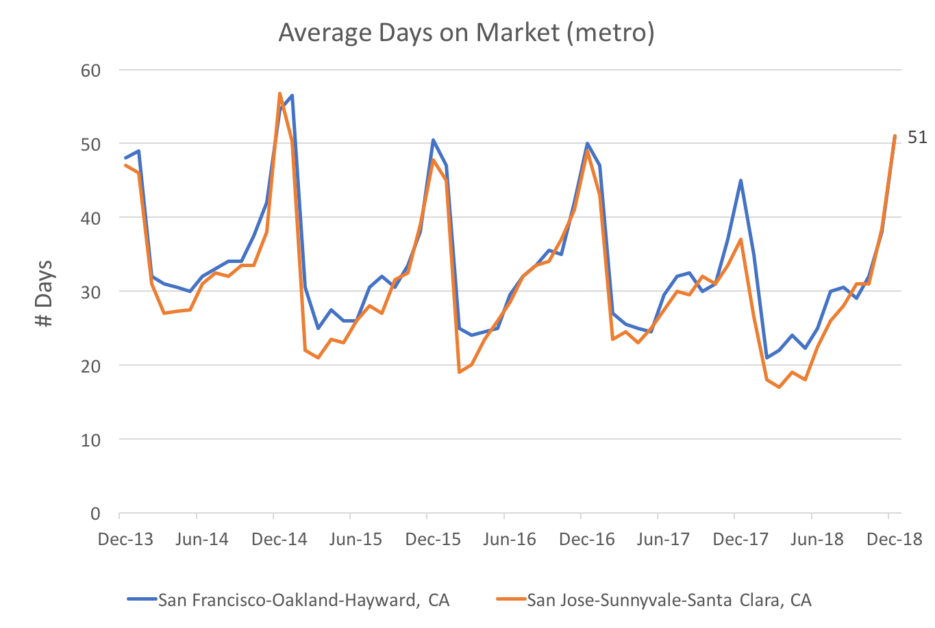 Average Days on Market (metro)
60
50
40
30
20
10
0
# Days
51
Dec-13 Jun-14 Dec-14 Jun-15 Dec-15 Jun-16 Dec-16 Jun-17 Dec-17 Jun-18 Dec-18
San Francisco-Oakland-Hayward, CA San Jose-Sunnyvale-Santa Clara, CA